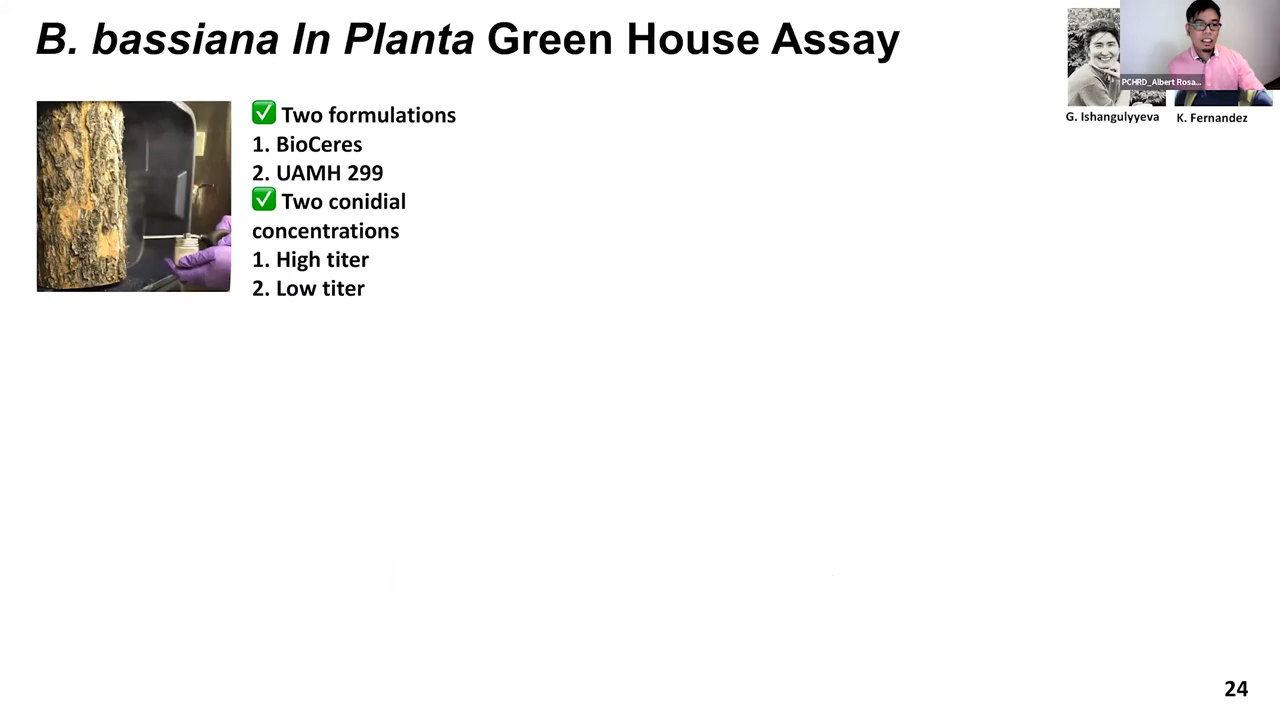 B. bassiana In Planta Green House Assay
PCHRD_Albert Rosa...
G. Ishangulyyeva
K. Fernandez
✅ Two formulations
1. BioCeres
2. UAMH 299
✅ Two conidial
concentrations
1. High titer
2. Low titer
24